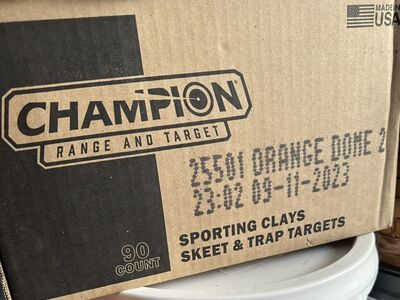 MADE IN
USA
CHAMPION
RANGE AND TARGET
25501 ORANGE DOME 2
23:02 09-11-2023
90
COUNT
SPORTING CLAYS
SKEET & TRAP TARGETS